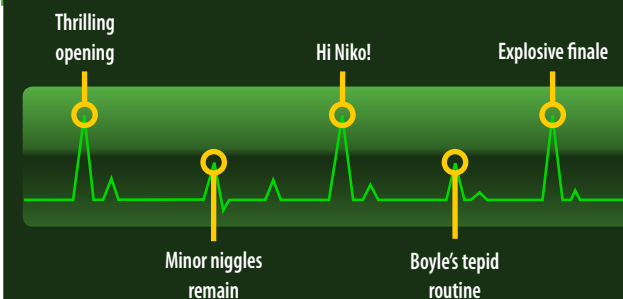 Thrilling
opening
Hi Niko!
Explosive finale
Minor niggles
remain
Boyle's tepid
routine